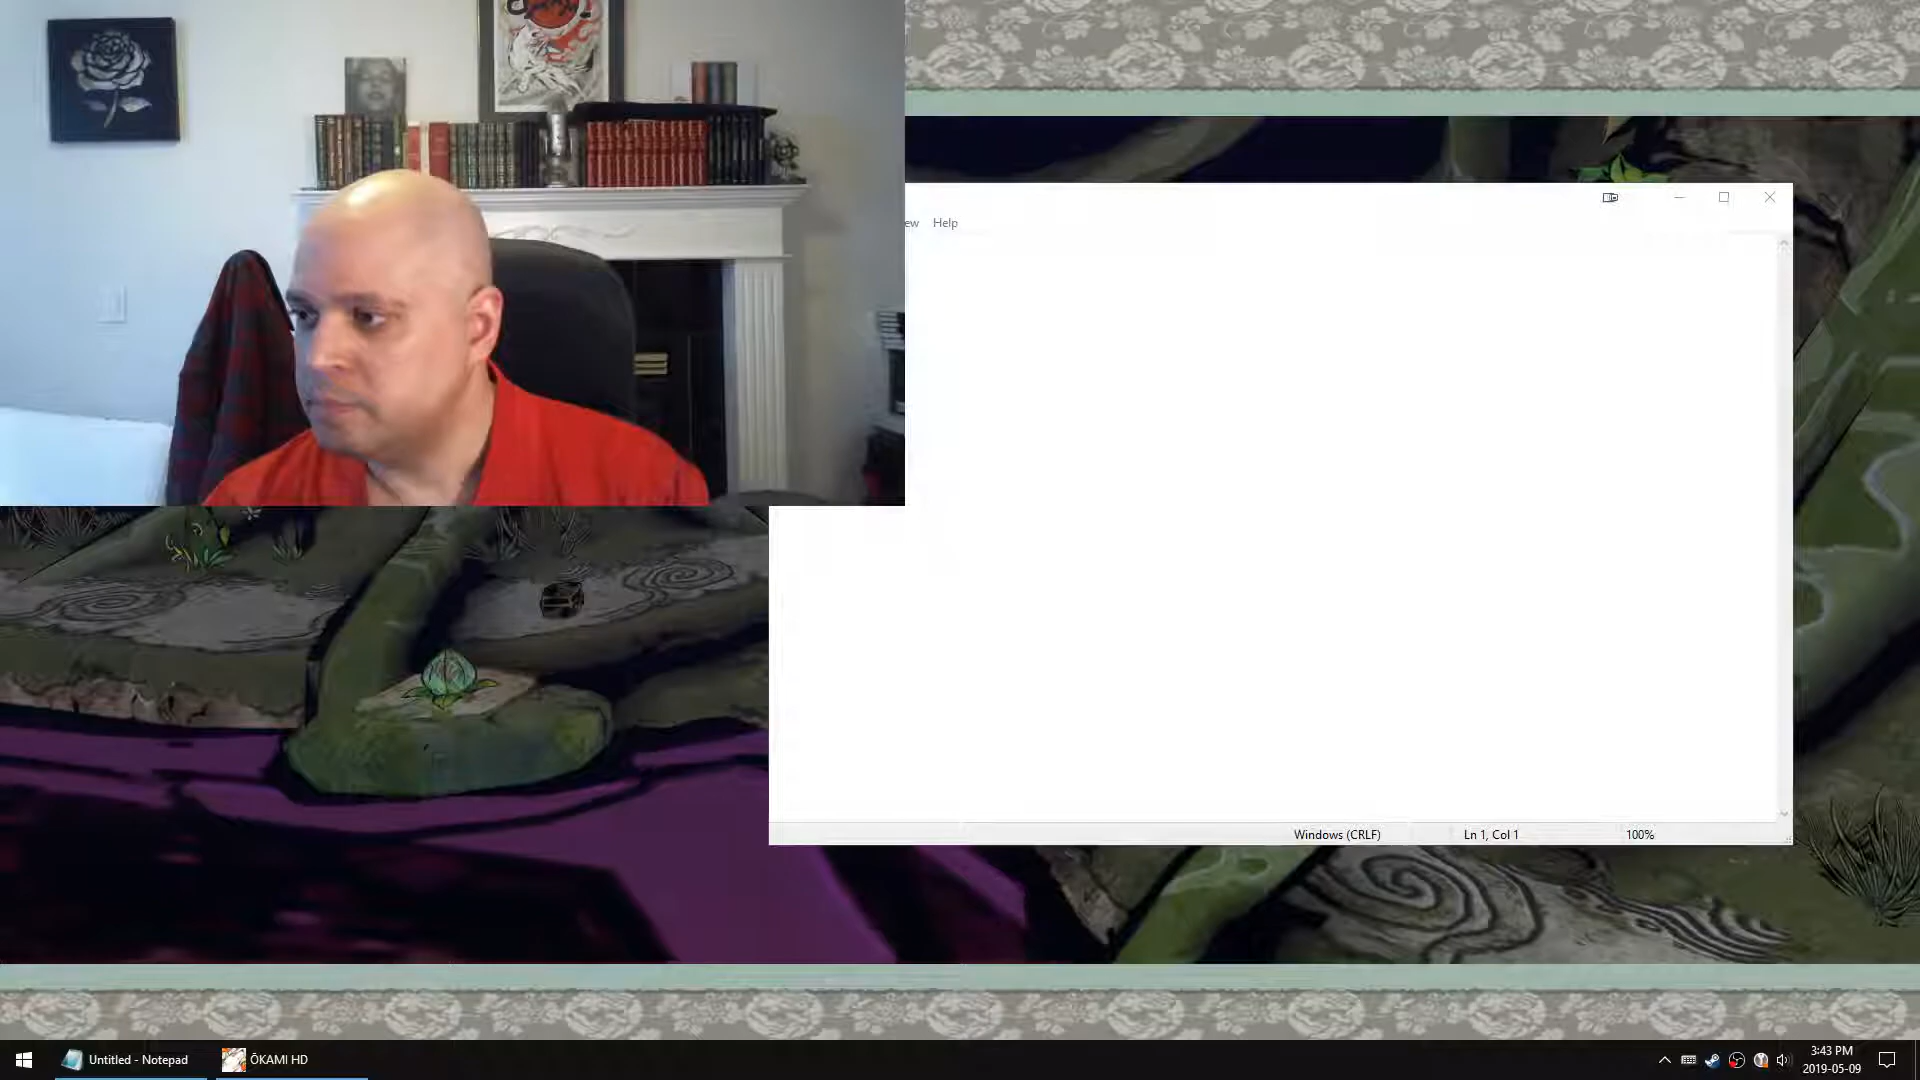 ew Help
Windows (CRLF) Ln 1, Col 1 100%
Untitled - Notepad ŌKAMI HD
3:43 PM
2019-05-09